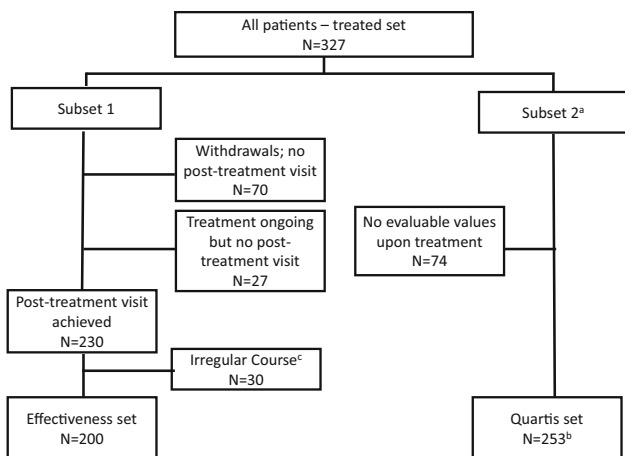 All patients – treated set
N=327
Subset 1
Subset 2ᵃ
Withdrawals; no
post-treatment visit
N=70
Treatment ongoing
but no post-
treatment visit
N=27
No evaluable values
upon treatment
N=74
Post-treatment visit
achieved
N=230
Irregular Courseᶜ
N=30
Effectiveness set
N=200
Quartis set
N=253ᵇ